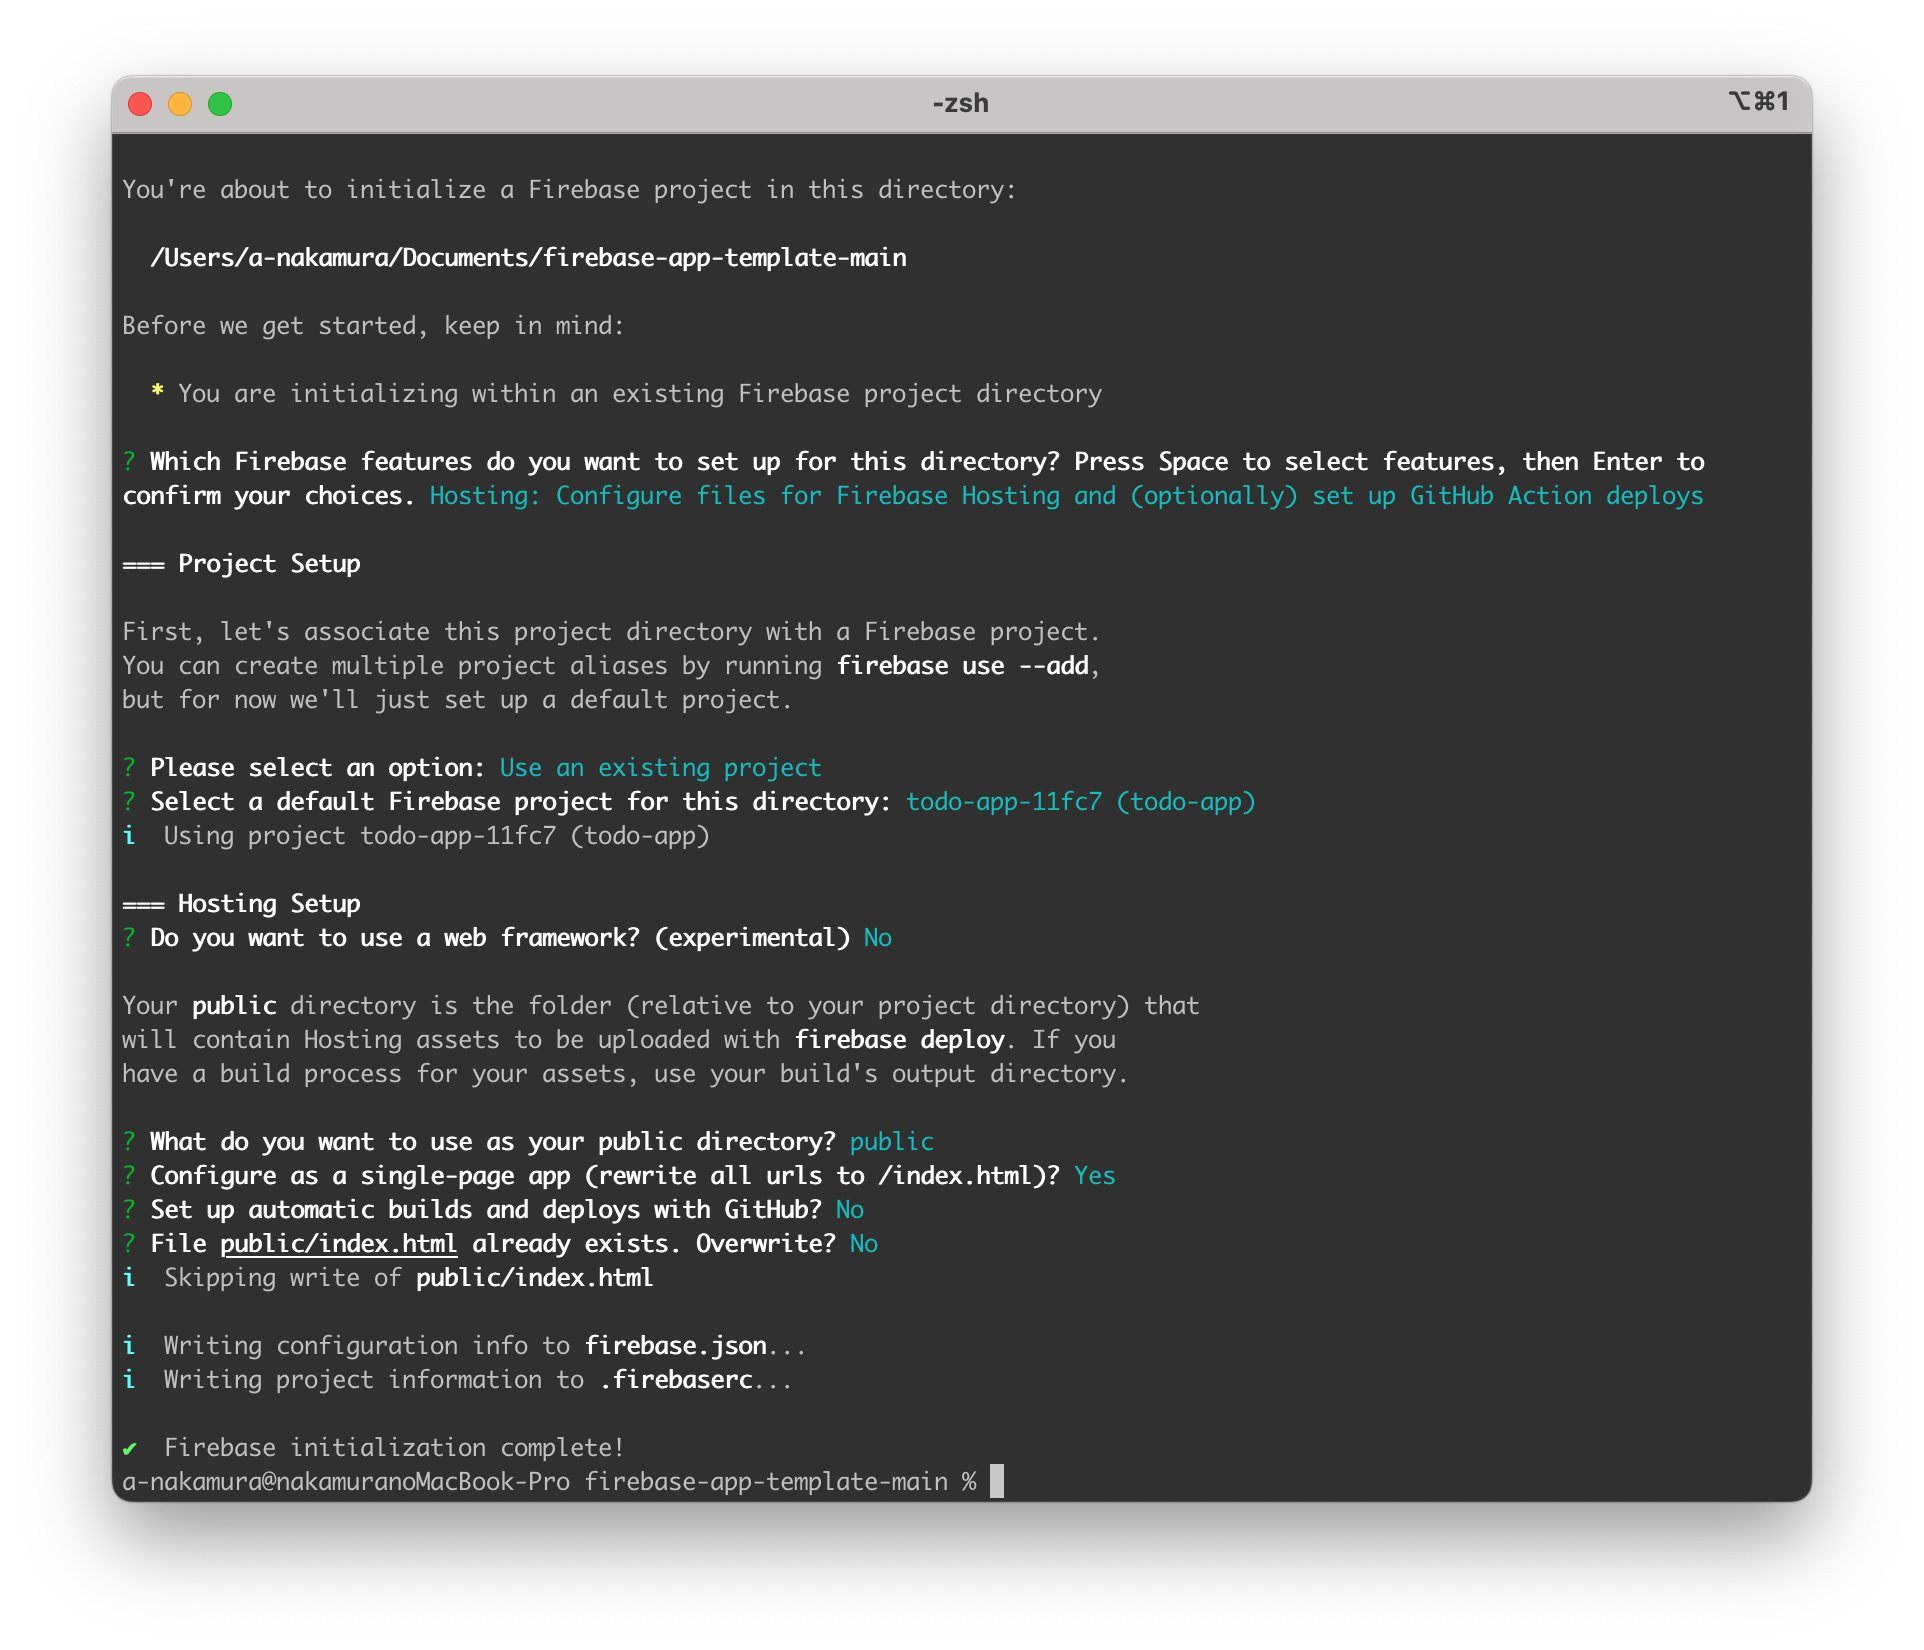 -zsh
⌥⌘1
You're about to initialize a Firebase project in this directory:
/Users/a-nakamura/Documents/firebase-app-template-main
Before we get started, keep in mind:
* You are initializing within an existing Firebase project directory
? Which Firebase features do you want to set up for this directory? Press Space to select features, then Enter to
confirm your choices. Hosting: Configure files for Firebase Hosting and (optionally) set up GitHub Action deploys
=== Project Setup
First, let's associate this project directory with a Firebase project.
You can create multiple project aliases by running firebase use --add,
but for now we'll just set up a default project.
? Please select an option: Use an existing project
? Select a default Firebase project for this directory: todo-app-11fc7 (todo-app)
i  Using project todo-app-11fc7 (todo-app)
=== Hosting Setup
? Do you want to use a web framework? (experimental) No
Your public directory is the folder (relative to your project directory) that
will contain Hosting assets to be uploaded with firebase deploy. If you
have a build process for your assets, use your build's output directory.
? What do you want to use as your public directory? public
? Configure as a single-page app (rewrite all urls to /index.html)? Yes
? Set up automatic builds and deploys with GitHub? No
? File public/index.html already exists. Overwrite? No
i  Skipping write of public/index.html
i  Writing configuration info to firebase.json...
i  Writing project information to .firebaserc...
✔  Firebase initialization complete!
a-nakamura@nakamuranoMacBook-Pro firebase-app-template-main %